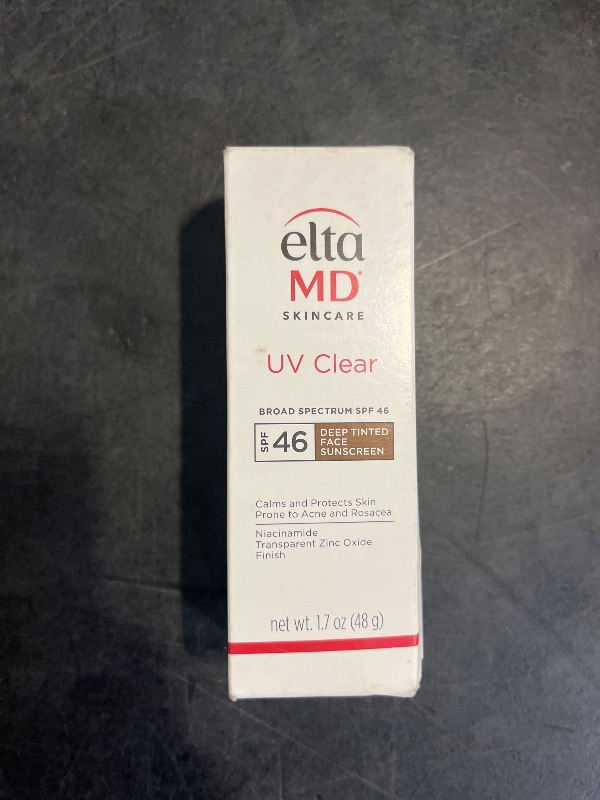 elta
MD®
SKINCARE
UV Clear
BROAD SPECTRUM SPF 46
SPF 46
DEEP TINTED
FACE
SUNSCREEN
Calms and Protects Skin
Prone to Acne and Rosacea
Niacinamide
Transparent Zinc Oxide
Finish
net wt. 1.7 oz (48 g)